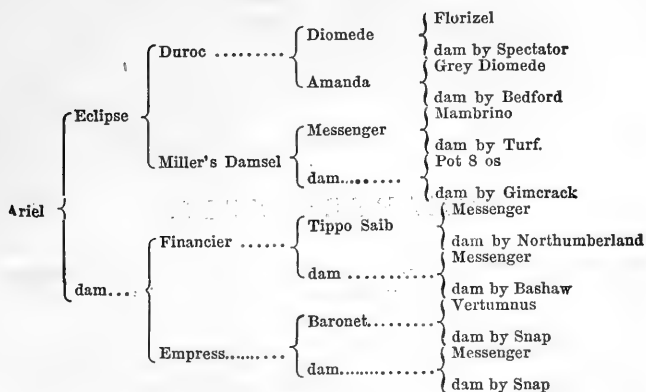 Florizel
Diomede
Duroc ..........
dam by Spectator
Grey Diomede
Amanda
dam by Bedford
Eclipse
Mambrino
Messenger
dam by Turf.
Miller's Damsel
Pot 8 os
dam........
dam by Gimcrack
Ariel
Messenger
Tippo Saib
Financier ......
dam by Northumberland
Messenger
dam ..........
dam by Bashaw
dam....
Vertumnus
Baronet........
dam by Snap
Empress........
Messenger
dam............
dam by Snap